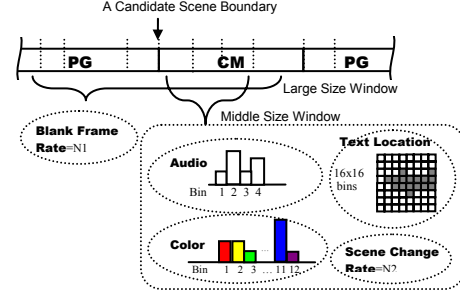 A Candidate Scene Boundary
PG CM PG
Large Size Window
Middle Size Window
Blank Frame
Rate=N1
Audio
Bin 1 2 3 4
Text Location
16x16
bins
Color
Bin 1 2 3 ... 11 12
Scene Change
Rate=N2